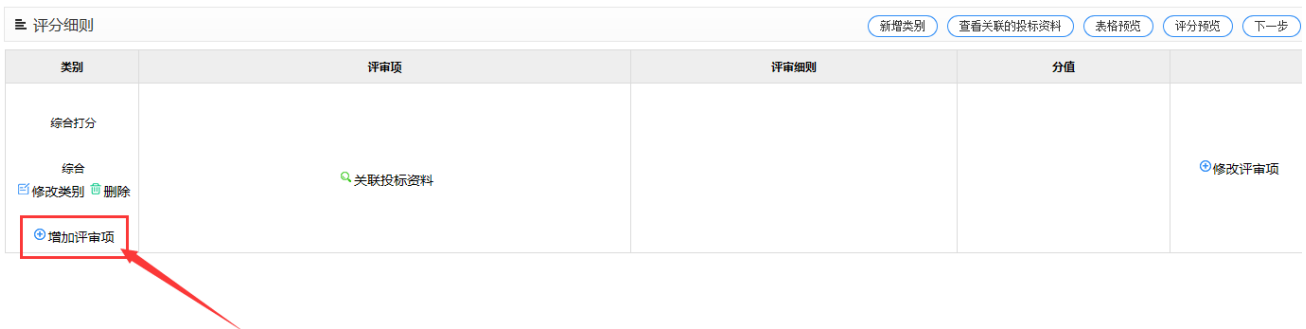 评分细则
新增类别 查看关联的投标资料 表格预览 评分预览 下一步
类别 评审项 评审细则 分值
综合打分
综合
修改类别 删除
增加评审项
关联投标资料
修改评审项